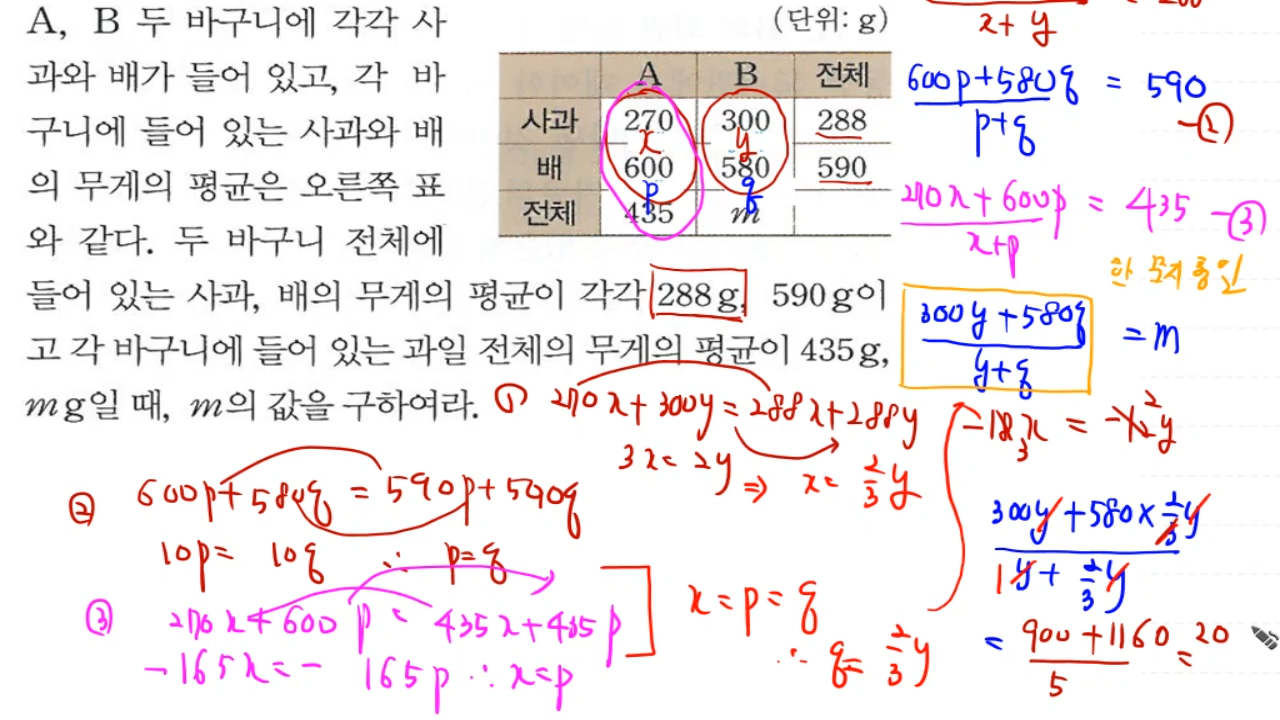 A, B 두 바구니에 각각 사
과와 배가 들어 있고, 각 바
구니에 들어 있는 사과와 배
의 무게의 평균은 오른쪽 표
와 같다. 두 바구니 전체에
들어 있는 사과, 배의 무게의 평균이 각각 288 g, 590 g이
고 각 바구니에 들어 있는 과일 전체의 무게의 평균이 435 g,
m g일 때, m의 값을 구하여라.
(단위: g)
A B 전체
사과 270 300 288
x y
배 600 580 590
p q
전체 435 m
x+y
600p+580q = 590 -②
p+q
270x+600p = 435 -③
x+p
300y+580q = m
y+q
① 270x+300y=288x+288y
-18x = -12y
3 2
3x=2y ⇒ x= 2/3 y
② 600p+580q = 590p+590q
10p= 10q ∴ p=q
③ 270x+600p = 435x+435p
-165x=-165p ∴ x=p
x=p=q
∴ q= 2/3 y
300y+580× 2/3 y
1y+ 2/3 y
= 900+1160 = 20
5